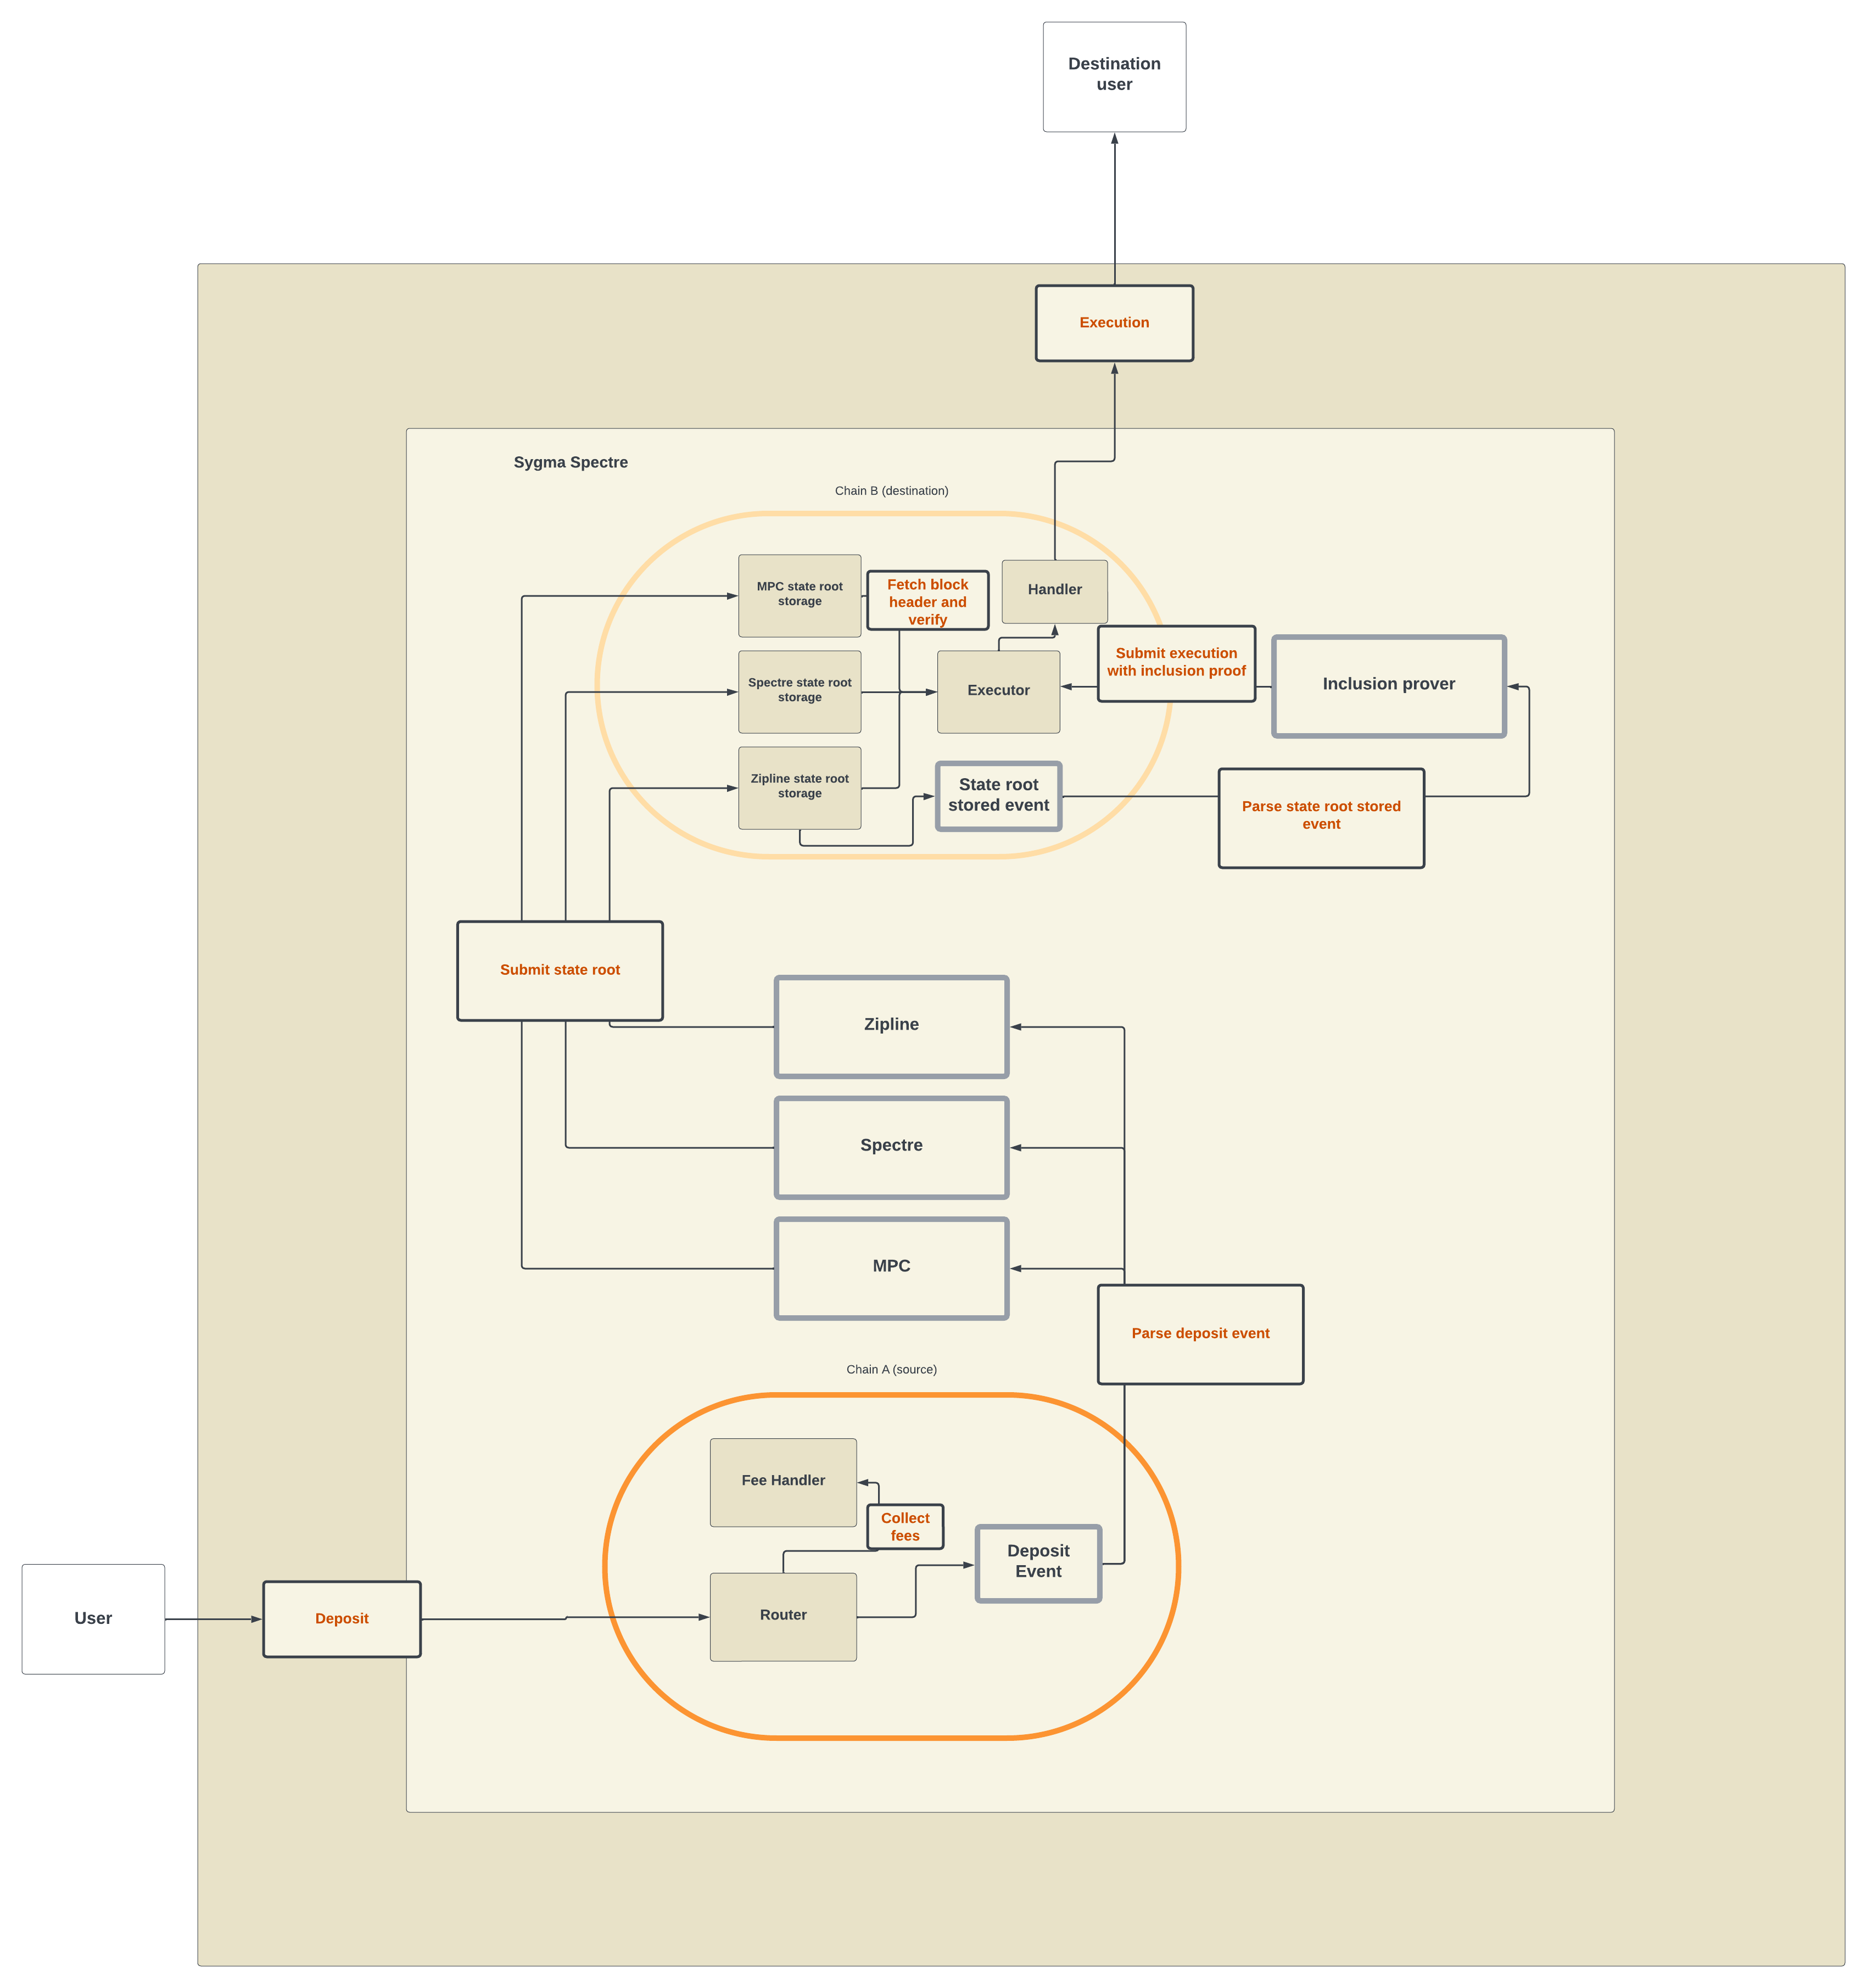 Destination
user
Execution
Sygma Spectre
Chain B (destination)
MPC state root
storage
Fetch block
header and
verify
Handler
Spectre state root
storage
Executor
Submit execution
with inclusion proof
Inclusion prover
Zipline state root
storage
State root
stored event
Parse state root stored
event
Submit state root
Zipline
Spectre
MPC
Parse deposit event
Chain A (source)
Fee Handler
Collect
fees
Deposit
Event
Router
User
Deposit